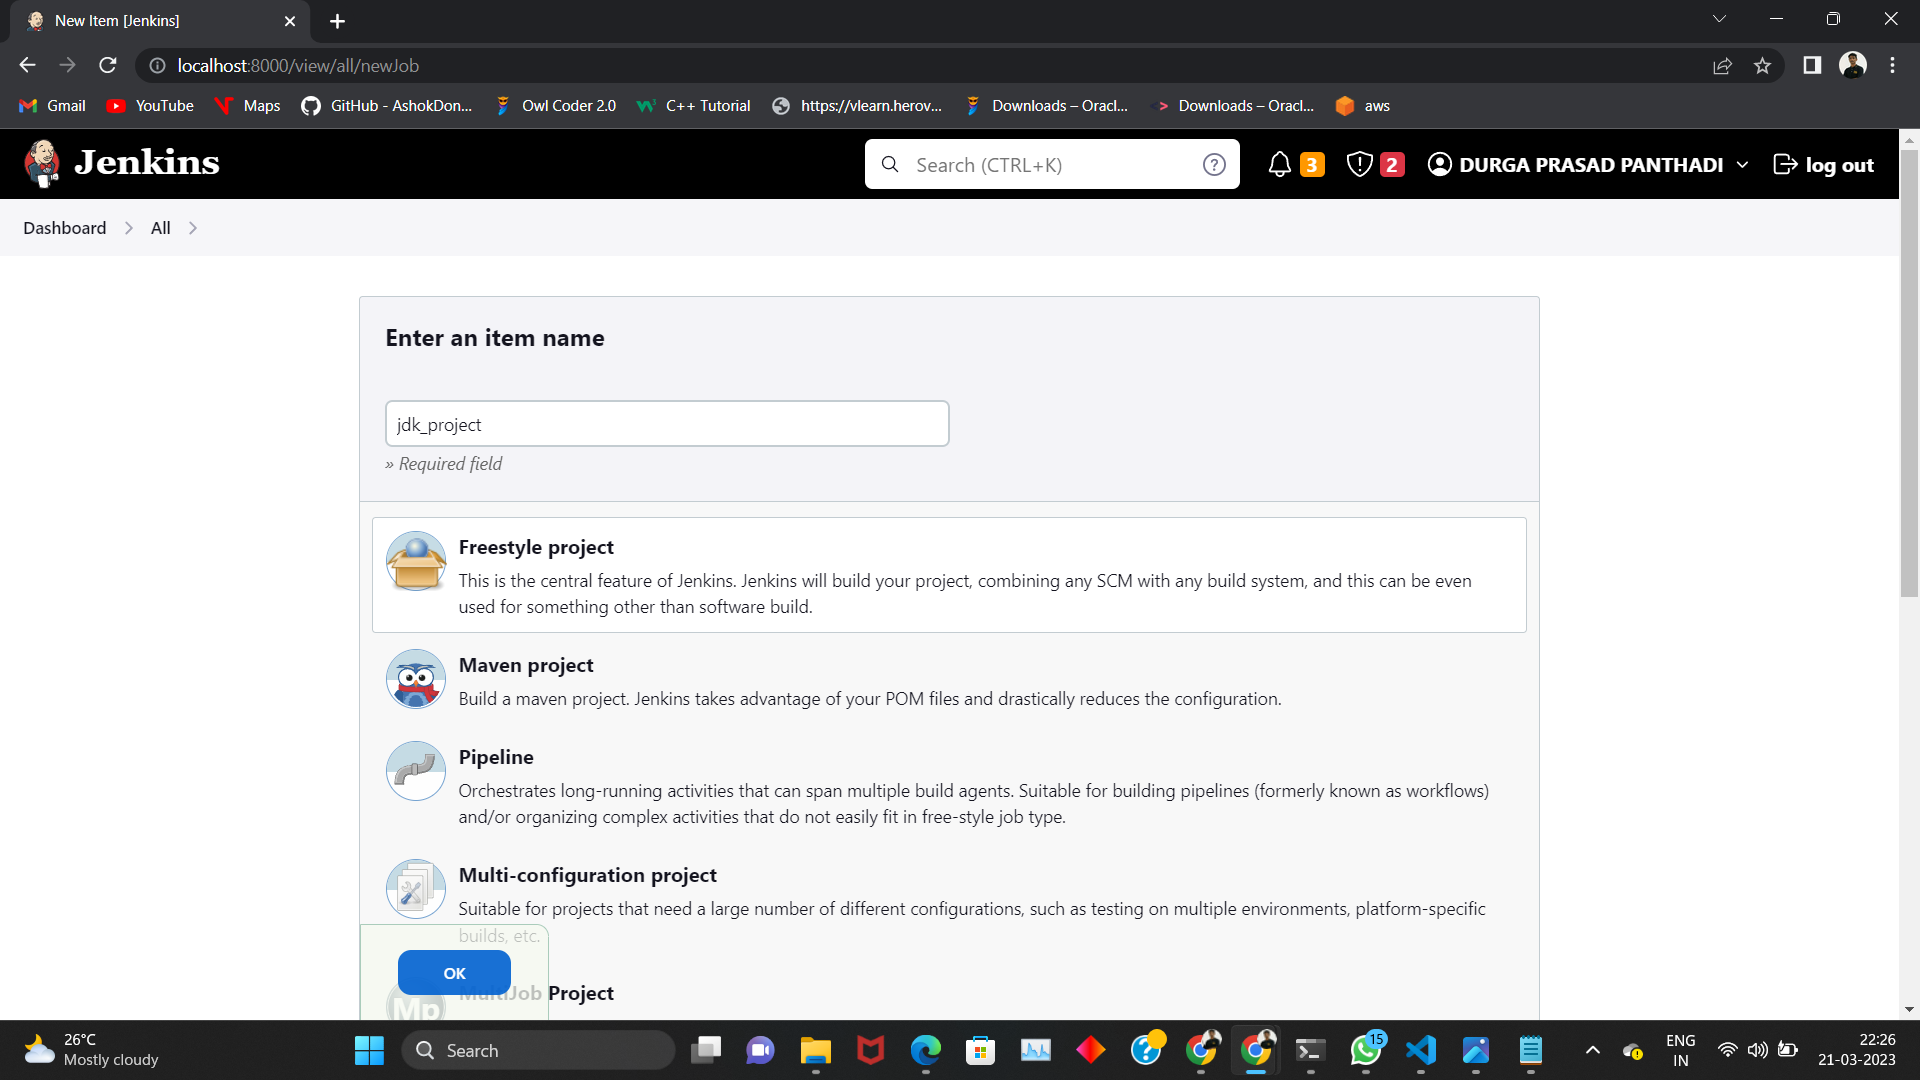 New Item [Jenkins]
localhost:8000/view/all/newJob
Gmail YouTube Maps GitHub - AshokDon... Owl Coder 2.0 C++ Tutorial https://vlearn.herov... Downloads – Oracl... Downloads – Oracl... aws
Jenkins Search (CTRL+K) ? 3 2 DURGA PRASAD PANTHADI log out
Dashboard All
Enter an item name
jdk_project
» Required field
Freestyle project
This is the central feature of Jenkins. Jenkins will build your project, combining any SCM with any build system, and this can be even
used for something other than software build.
Maven project
Build a maven project. Jenkins takes advantage of your POM files and drastically reduces the configuration.
Pipeline
Orchestrates long-running activities that can span multiple build agents. Suitable for building pipelines (formerly known as workflows)
and/or organizing complex activities that do not easily fit in free-style job type.
Multi-configuration project
Suitable for projects that need a large number of different configurations, such as testing on multiple environments, platform-specific
builds, etc.
OK
MultiJob Project
Mp
26°C
Mostly cloudy
Search
15
ENG
IN
22:26
21-03-2023